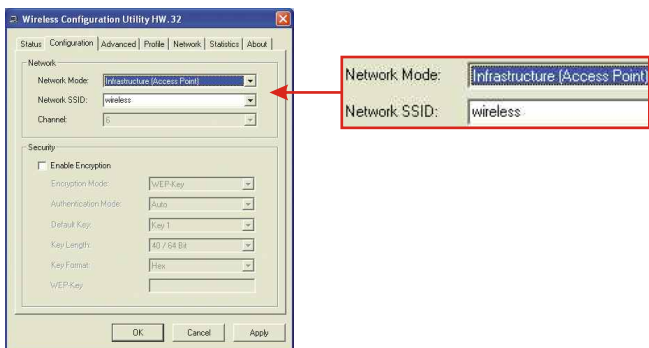 Wireless Configuration Utility HW.32
Status Configuration Advanced Profile Network Statistics About
Network
Network Mode: Infrastructure (Access Point)
Network SSID: wireless
Channel: 6
Security
Enable Encryption
Encryption Mode: WEP-Key
Authentication Mode: Auto
Default Key: Key 1
Key Length: 40 / 64 Bit
Key Format: Hex
WEP-Key
OK Cancel Apply
Network Mode: Infrastructure (Access Point)
Network SSID: wireless